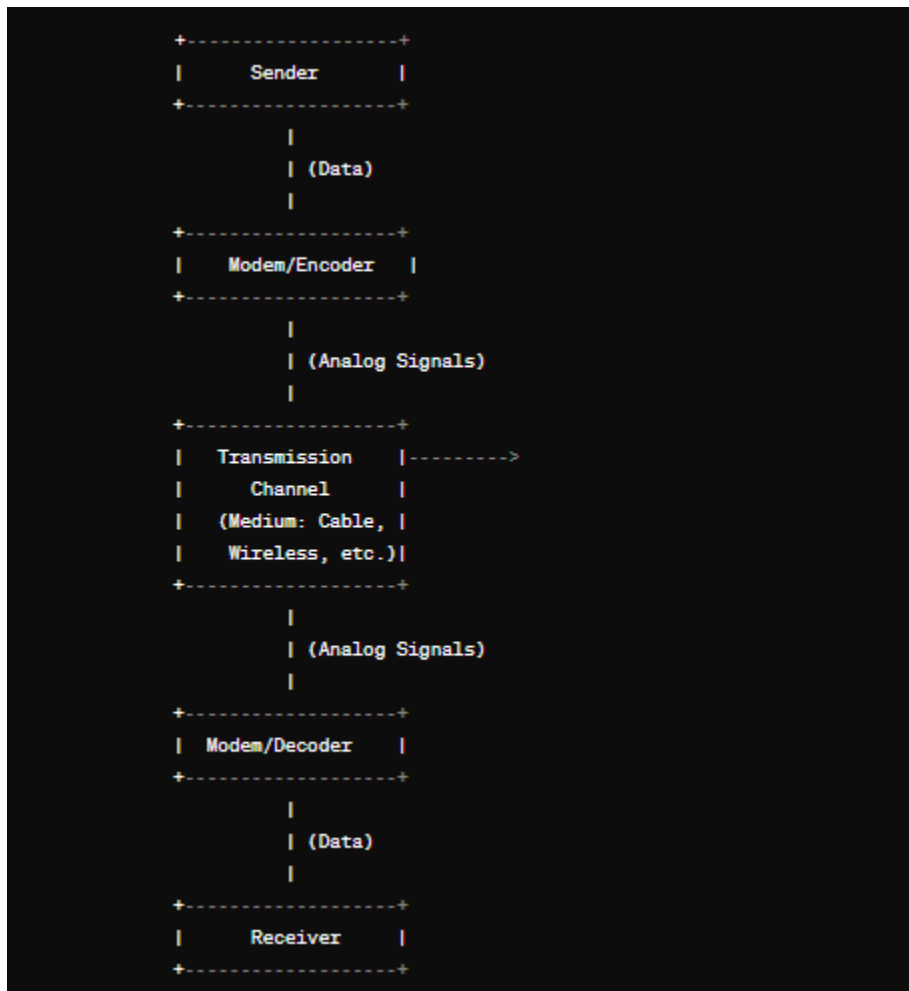 +-------------------+
|      Sender       |
+-------------------+
          |
          | (Data)
          |
+-------------------+
|    Modem/Encoder   |
+-------------------+
          |
          | (Analog Signals)
          |
+-------------------+
|   Transmission    |--------->
|      Channel      |
|   (Medium: Cable, |
|    Wireless, etc.)|
+-------------------+
          |
          | (Analog Signals)
          |
+-------------------+
|  Modem/Decoder    |
+-------------------+
          |
          | (Data)
          |
+-------------------+
|      Receiver     |
+-------------------+